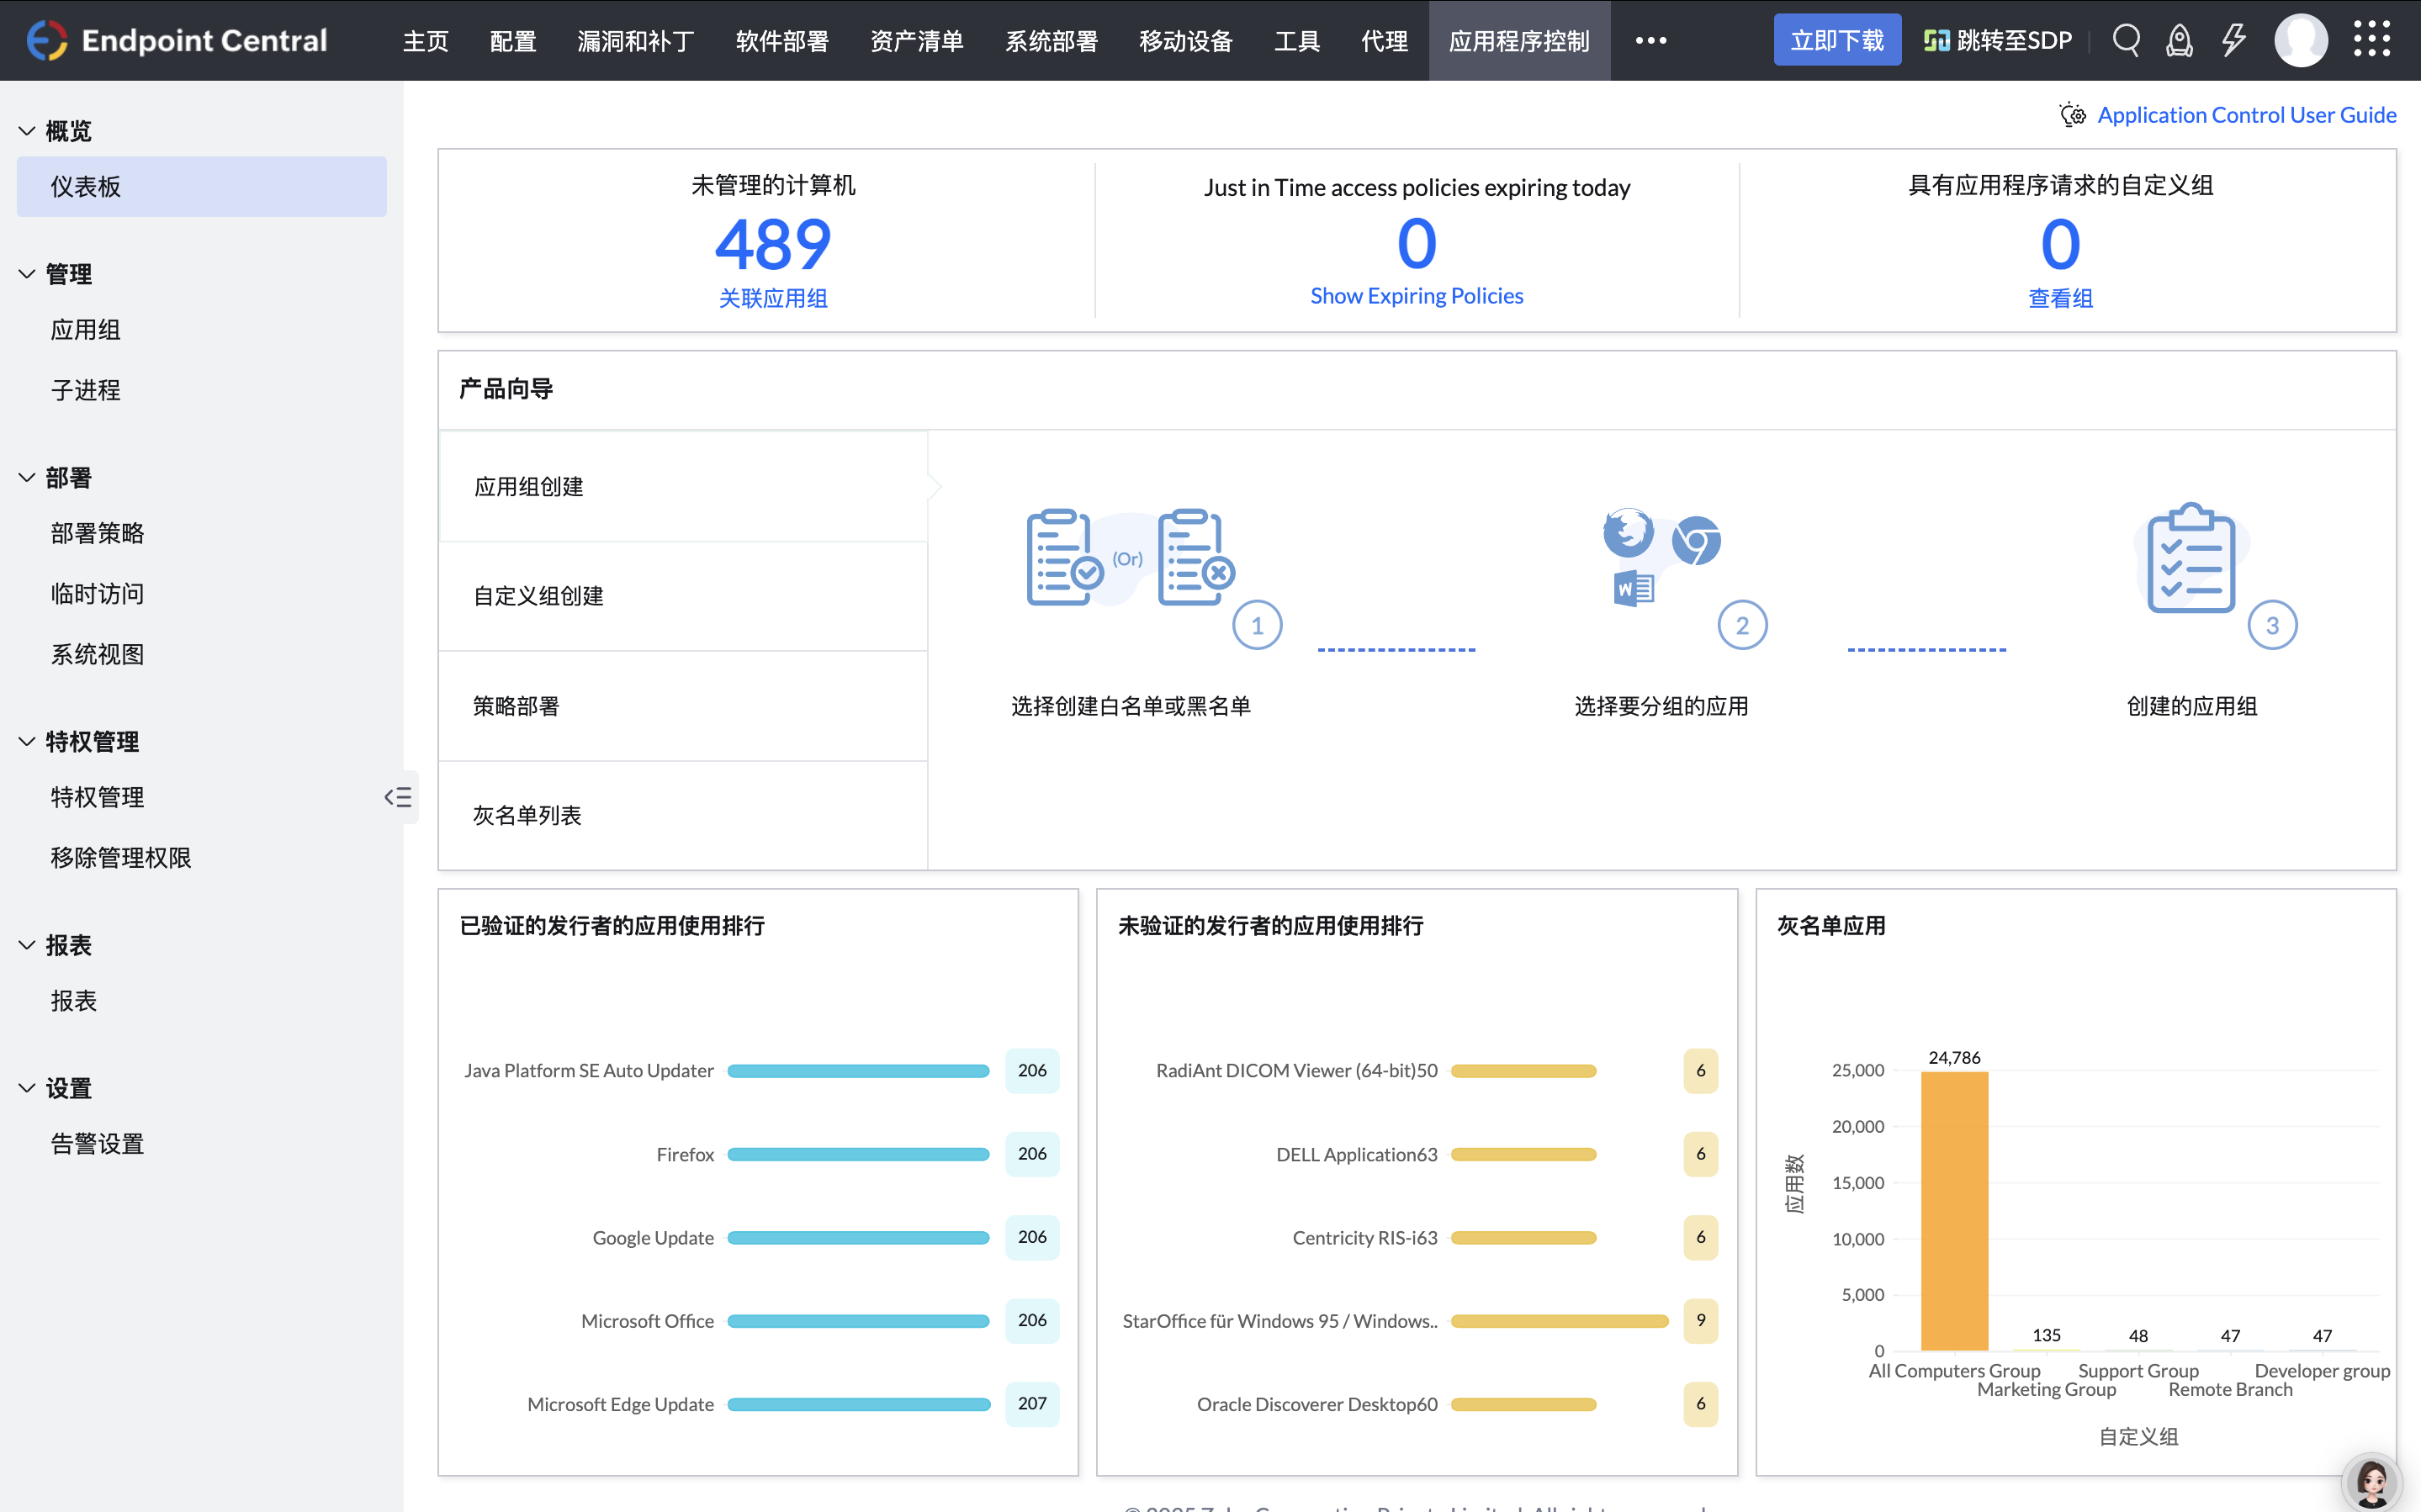 Endpoint Central
主页 配置 漏洞和补丁 软件部署 资产清单 系统部署 移动设备 工具 代理 应用程序控制 •••
立即下载 跳转至SDP
概览
仪表板
管理
应用组
子进程
部署
部署策略
临时访问
系统视图
特权管理
特权管理
移除管理权限
报表
报表
设置
告警设置
Application Control User Guide
未管理的计算机
489
关联应用组
Just in Time access policies expiring today
0
Show Expiring Policies
具有应用程序请求的自定义组
0
查看组
产品向导
应用组创建
自定义组创建
策略部署
灰名单列表
(Or)
W
1
2
3
选择创建白名单或黑名单
选择要分组的应用
创建的应用组
已验证的发行者的应用使用排行
Java Platform SE Auto Updater 206
Firefox 206
Google Update 206
Microsoft Office 206
Microsoft Edge Update 207
未验证的发行者的应用使用排行
RadiAnt DICOM Viewer (64-bit)50 6
DELL Application63 6
Centricity RIS-i63 6
StarOffice für Windows 95 / Windows.. 9
Oracle Discoverer Desktop60 6
灰名单应用
应用数
25,000
20,000
15,000
10,000
5,000
0
24,786
135
48
47
47
All Computers Group
Marketing Group
Support Group
Remote Branch
Developer group
自定义组